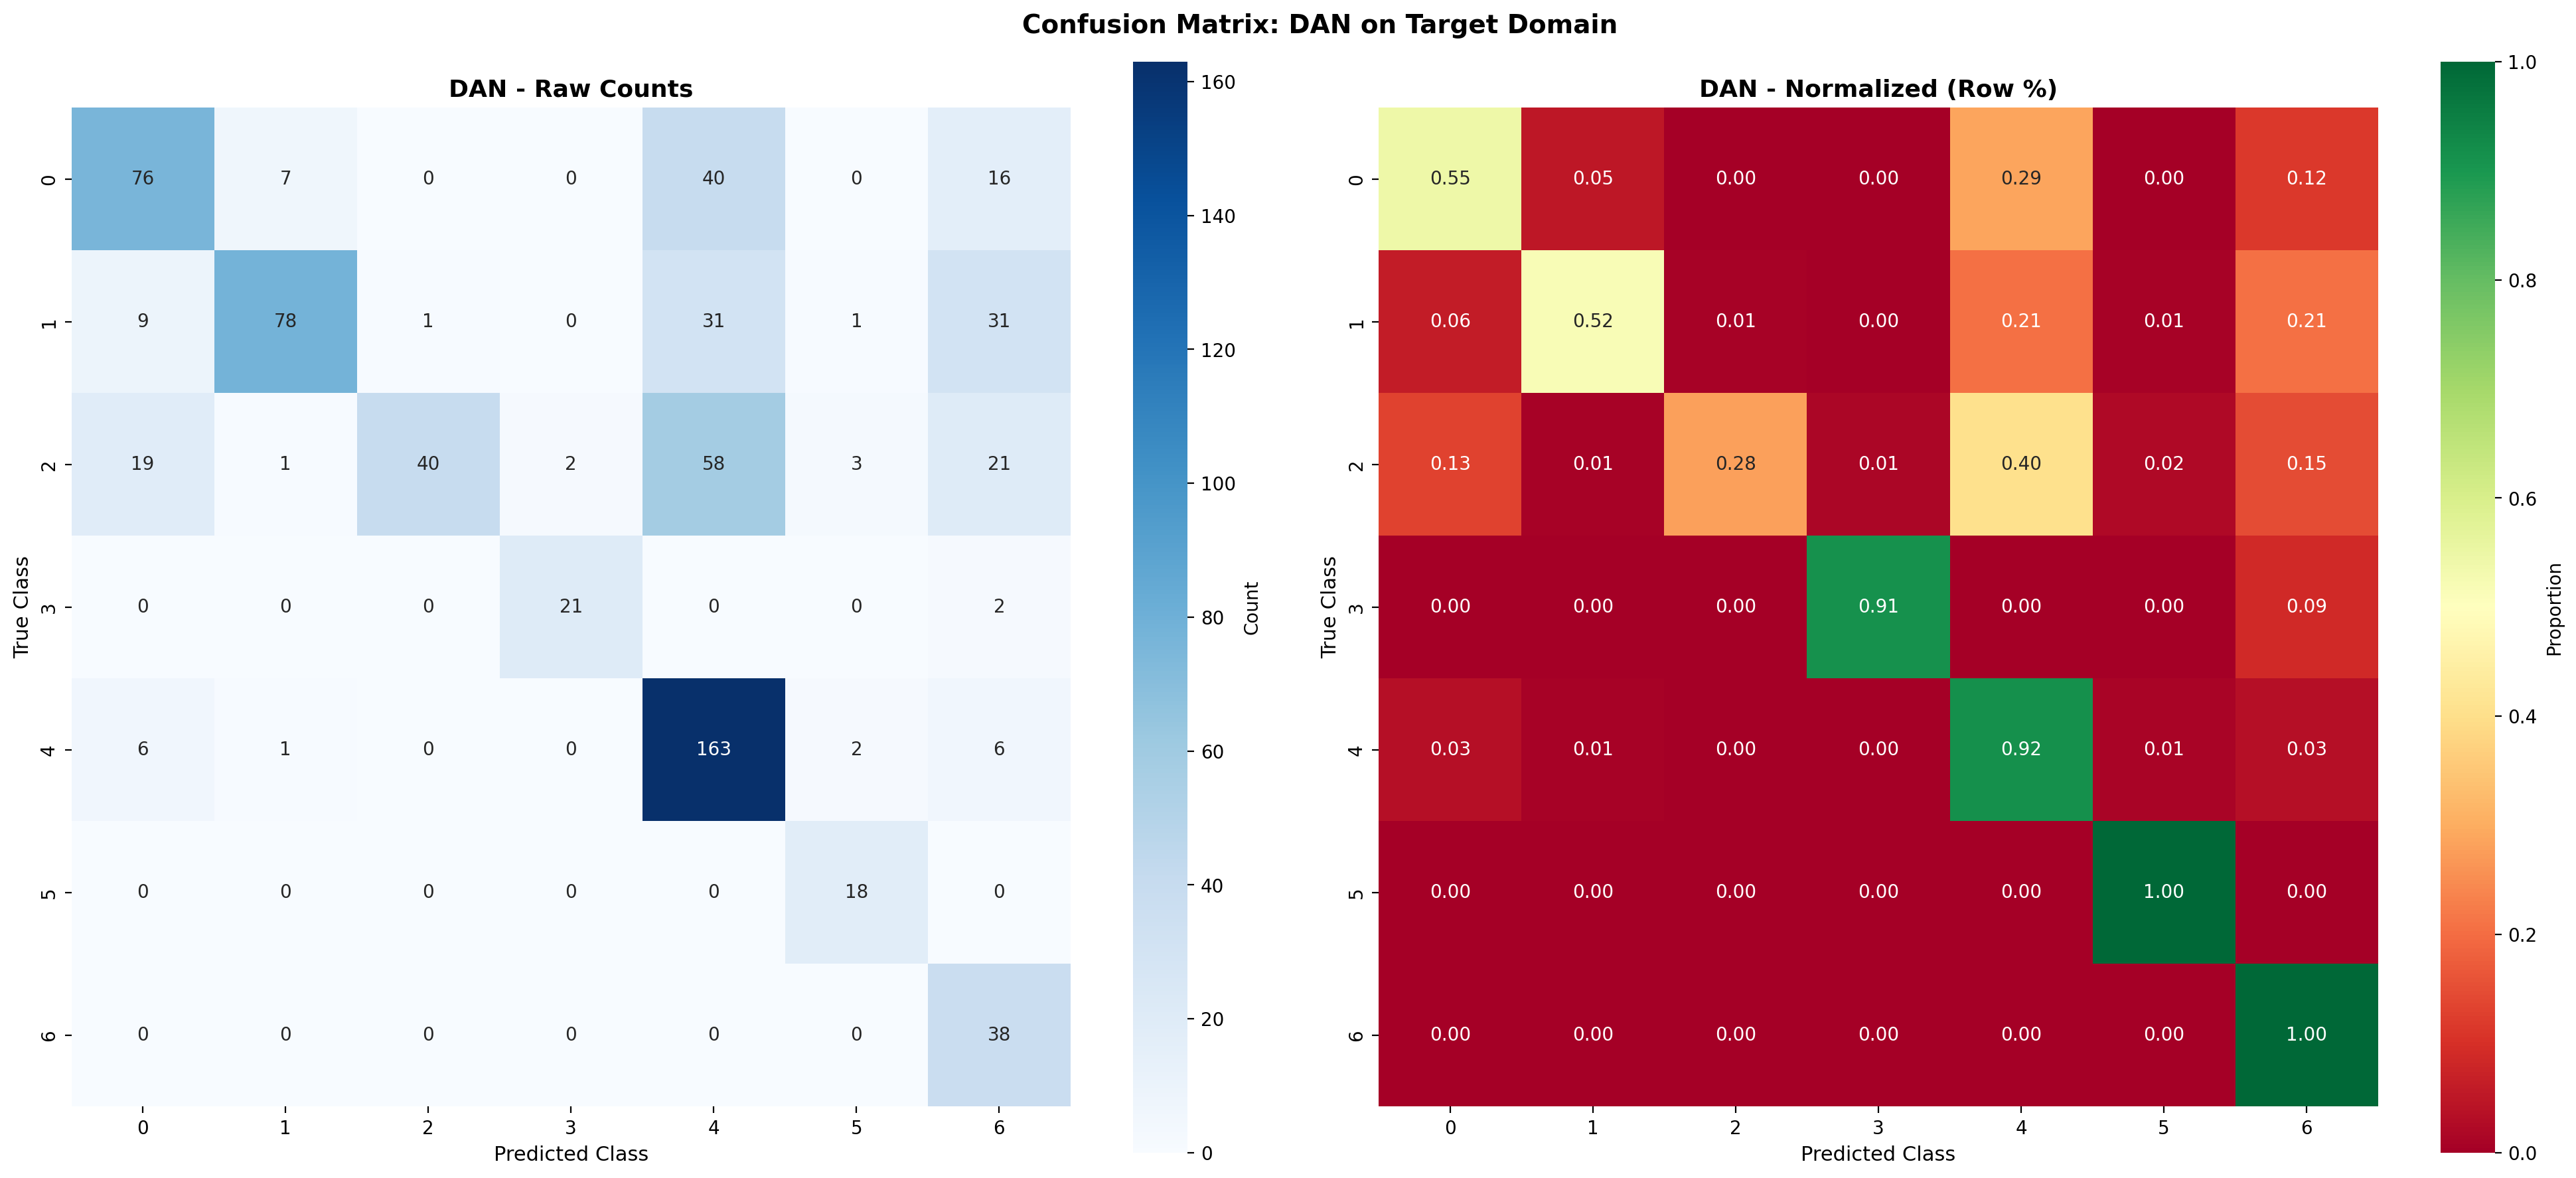 Confusion Matrix: DAN on Target Domain
DAN - Raw Counts
True Class
0 76 7 0 0 40 0 16
1 9 78 1 0 31 1 31
2 19 1 40 2 58 3 21
3 0 0 0 21 0 0 2
4 6 1 0 0 163 2 6
5 0 0 0 0 0 18 0
6 0 0 0 0 0 0 38
0 1 2 3 4 5 6
Predicted Class
160
140
120
100
80
60
40
20
0
Count
DAN - Normalized (Row %)
True Class
0 0.55 0.05 0.00 0.00 0.29 0.00 0.12
1 0.06 0.52 0.01 0.00 0.21 0.01 0.21
2 0.13 0.01 0.28 0.01 0.40 0.02 0.15
3 0.00 0.00 0.00 0.91 0.00 0.00 0.09
4 0.03 0.01 0.00 0.00 0.92 0.01 0.03
5 0.00 0.00 0.00 0.00 0.00 1.00 0.00
6 0.00 0.00 0.00 0.00 0.00 0.00 1.00
0 1 2 3 4 5 6
Predicted Class
1.0
0.8
0.6
0.4
0.2
0.0
Proportion